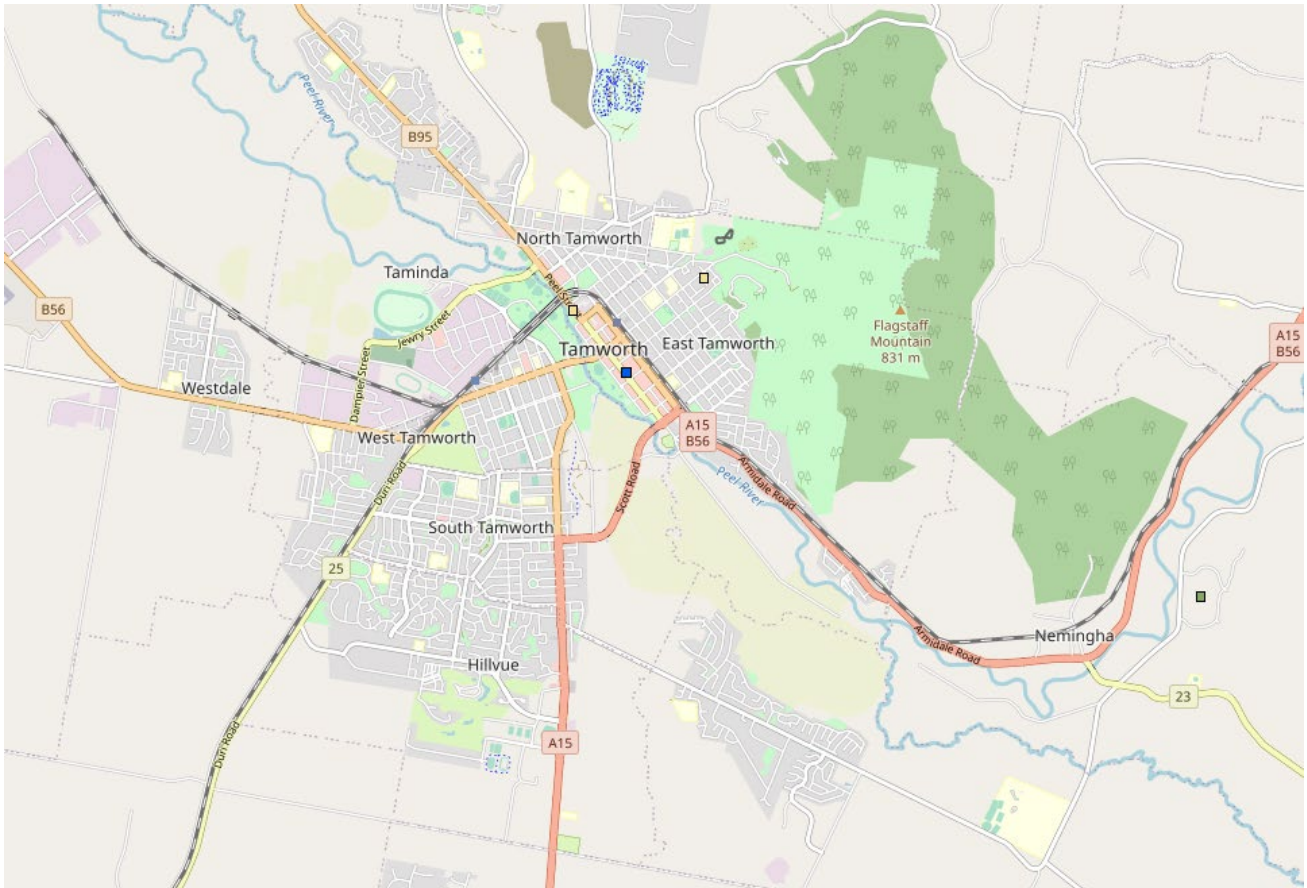 Peel River
B95
North Tamworth
Taminda
Peel Street
B56
Jewry Street
Flagstaff
Mountain
831 m
A15
B56
Tamworth
East Tamworth
Dampier Street
Westdale
West Tamworth
A15
B56
Duri Road
Scott Road
Peel River
Armidale Road
South Tamworth
25
Armidale Road
Nemingha
Hillvue
23
Duri Road
A15